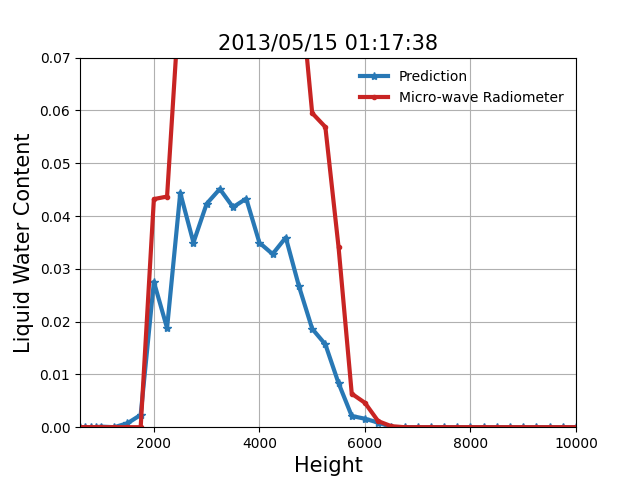 2013/05/15 01:17:38
0.07
0.06
0.05
0.04
0.03
0.02
0.01
0.00
Liquid Water Content
Prediction
Micro-wave Radiometer
2000 4000 6000 8000 10000
Height